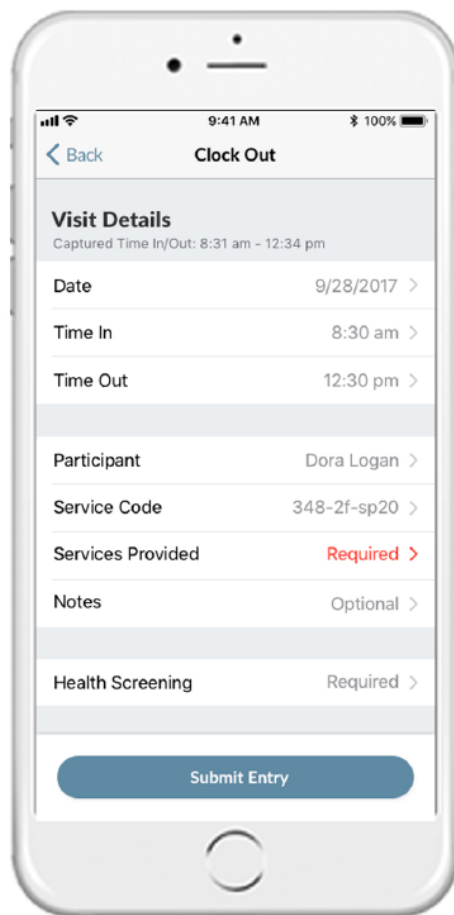 9:41 AM 100%
Back Clock Out
Visit Details
Captured Time In/Out: 8:31 am - 12:34 pm
Date 9/28/2017
Time In 8:30 am
Time Out 12:30 pm
Participant Dora Logan
Service Code 348-2f-sp20
Services Provided Required
Notes Optional
Health Screening Required
Submit Entry